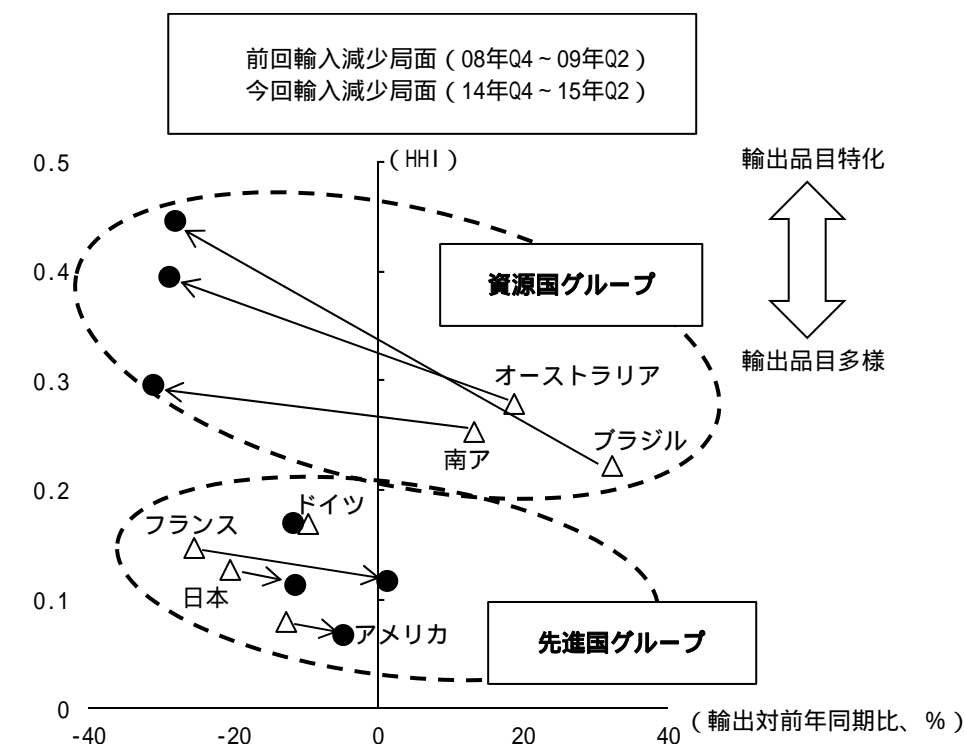 前回輸入減少局面（08年Q4～09年Q2）
今回輸入減少局面（14年Q4～15年Q2）
（HHI）
輸出品目特化
輸出品目多様
0.5
0.4
0.3
0.2
0.1
0
資源国グループ
オーストラリア
ブラジル
南ア
ドイツ
フランス
日本
アメリカ
先進国グループ
-40
-20
0
20
40
（輸出対前年同期比、％）